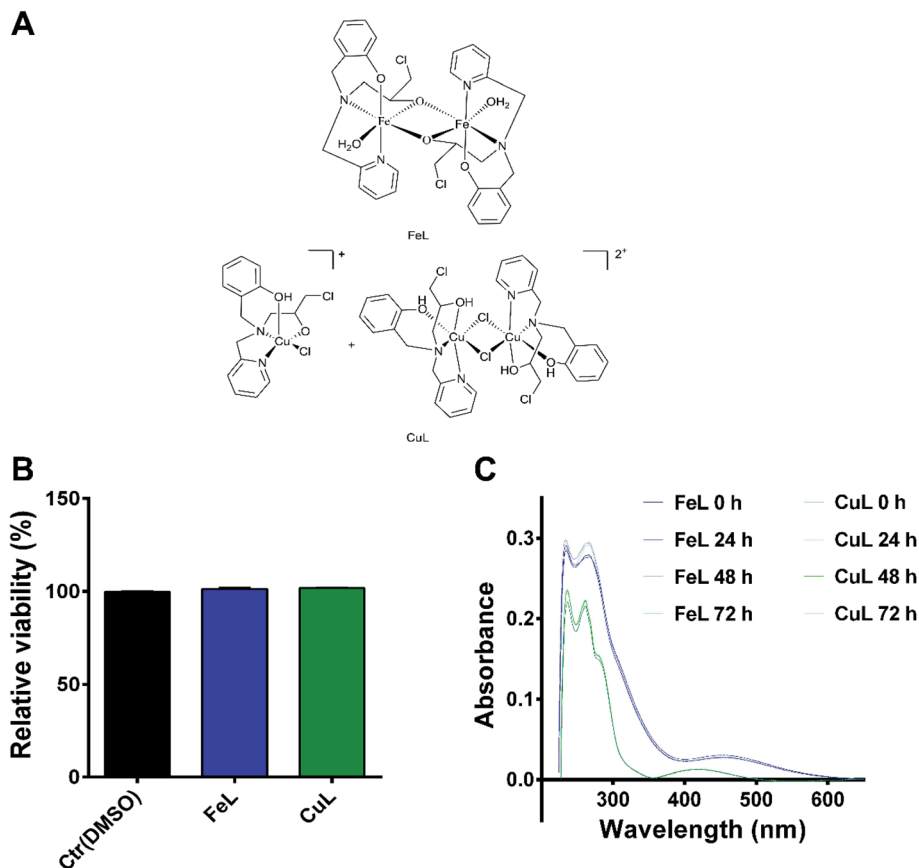 A
Cl
N
O
O
N
Fe
Fe
OH2
H2O
O
N
N
O
Cl
FeL
+
2+
OH
Cl
N
O
Cu
Cl
N
+
Cl
H
O
OH
Cl
N
N
Cu
Cu
N
Cl
N
HO
O
H
Cl
CuL
B
C
Relative viability (%)
150
100
50
0
Ctr(DMSO)
FeL
CuL
Absorbance
0.3
0.2
0.1
0.0
FeL 0 h
CuL 0 h
FeL 24 h
CuL 24 h
FeL 48 h
CuL 48 h
FeL 72 h
CuL 72 h
300
400
500
600
Wavelength (nm)